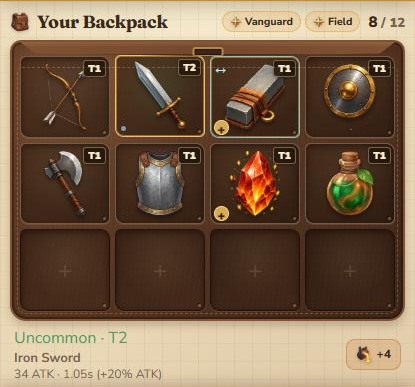 Your Backpack
Vanguard
Field
8 / 12
T1
T2
T1
T1
T1
T1
T1
T1
Uncommon · T2
Iron Sword
34 ATK · 1.05s (+20% ATK)
+4